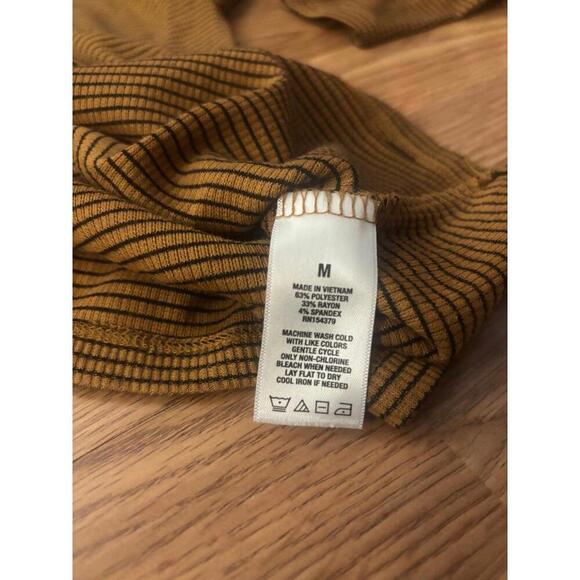 M
MADE IN VIETNAM
63% POLYESTER
33% RAYON
4% SPANDEX
RN154379
MACHINE WASH COLD
WITH LIKE COLORS
GENTLE CYCLE
ONLY NON-CHLORINE
BLEACH WHEN NEEDED
LAY FLAT TO DRY
COOL IRON IF NEEDED